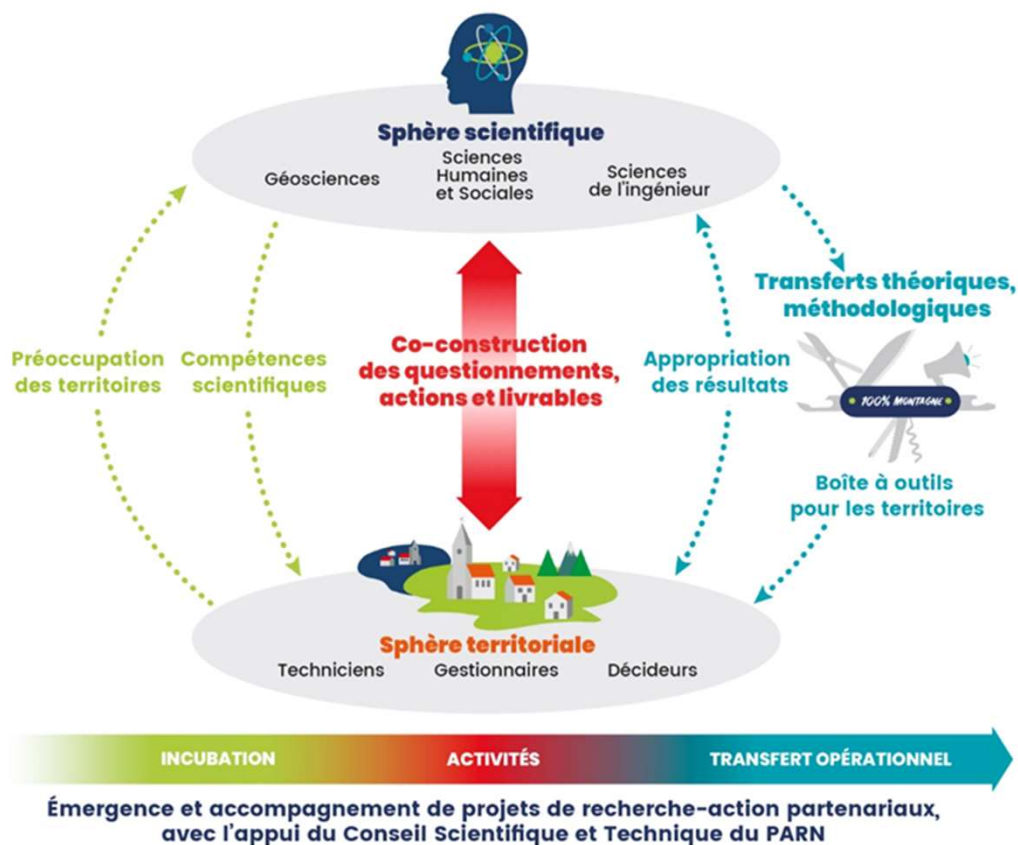 Sphère scientifique
Géosciences
Sciences
Humaines
et Sociales
Sciences
de l'ingénieur
Préoccupation
des territoires
Compétences
scientifiques
Co-construction
des questionnements,
actions et livrables
Appropriation
des résultats
Transferts théoriques,
méthodologiques
100% MONTAGNE
Boîte à outils
pour les territoires
Sphère territoriale
Techniciens
Gestionnaires
Décideurs
INCUBATION
ACTIVITÉS
TRANSFERT OPÉRATIONNEL
Émergence et accompagnement de projets de recherche-action partenariaux,
avec l'appui du Conseil Scientifique et Technique du PARN